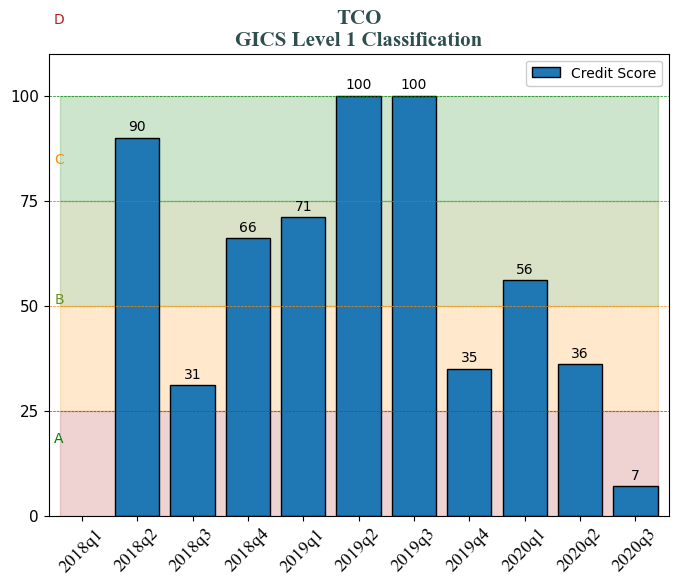 D
TCO
GICS Level 1 Classification
Credit Score
100
100
100
C
90
75
71
66
B
56
50
35
36
31
25
A
7
0
2018q1
2018q2
2018q3
2018q4
2019q1
2019q2
2019q3
2019q4
2020q1
2020q2
2020q3